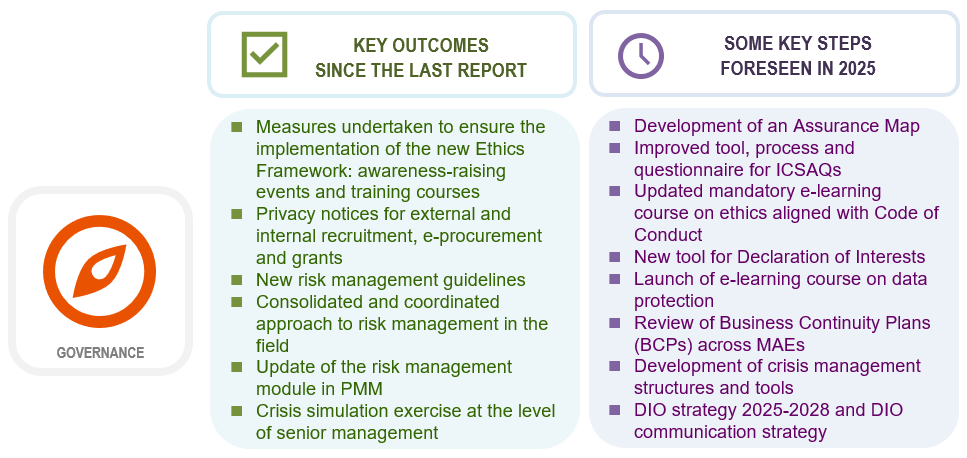 KEY OUTCOMES
SINCE THE LAST REPORT
SOME KEY STEPS
FORESEEN IN 2025
GOVERNANCE
Measures undertaken to ensure the
implementation of the new Ethics
Framework: awareness-raising
events and training courses
Privacy notices for external and
internal recruitment, e-procurement
and grants
New risk management guidelines
Consolidated and coordinated
approach to risk management in the
field
Update of the risk management
module in PMM
Crisis simulation exercise at the level
of senior management
Development of an Assurance Map
Improved tool, process and
questionnaire for ICSAQs
Updated mandatory e-learning
course on ethics aligned with Code of
Conduct
New tool for Declaration of Interests
Launch of e-learning course on data
protection
Review of Business Continuity Plans
(BCPs) across MAEs
Development of crisis management
structures and tools
DIO strategy 2025-2028 and DIO
communication strategy